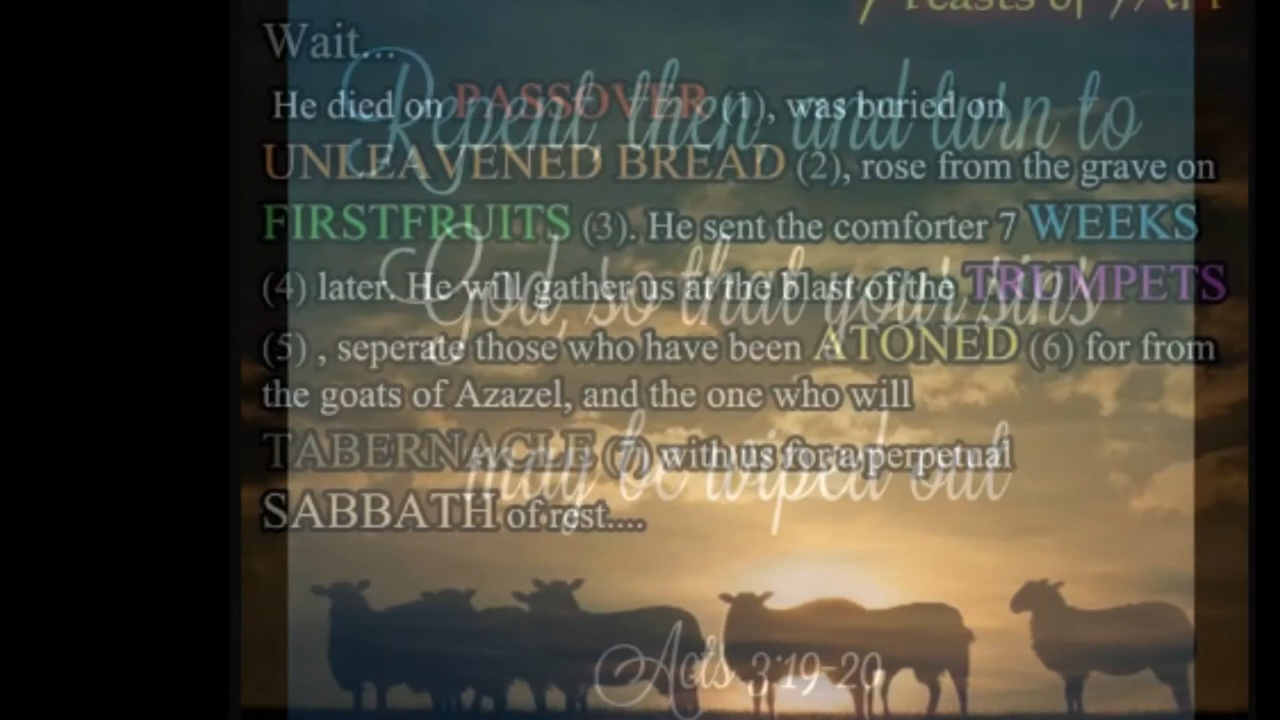 7 Feasts of
Wait...
He died on PASSOVER (1), was buried on
UNLEAVENED BREAD (2), rose from the grave on
FIRSTFRUITS (3). He sent the comforter 7 WEEKS
(4) later. He will gather us at the blast of the TRUMPETS
(5) , seperate those who have been ATONED (6) for from
the goats of Azazel, and the one who will
TABERNACLE (7) with us for a perpetual
SABBATH of rest....
Repent, then, and turn to
God, so that your sins
may be wiped out
Acts 3:19-20